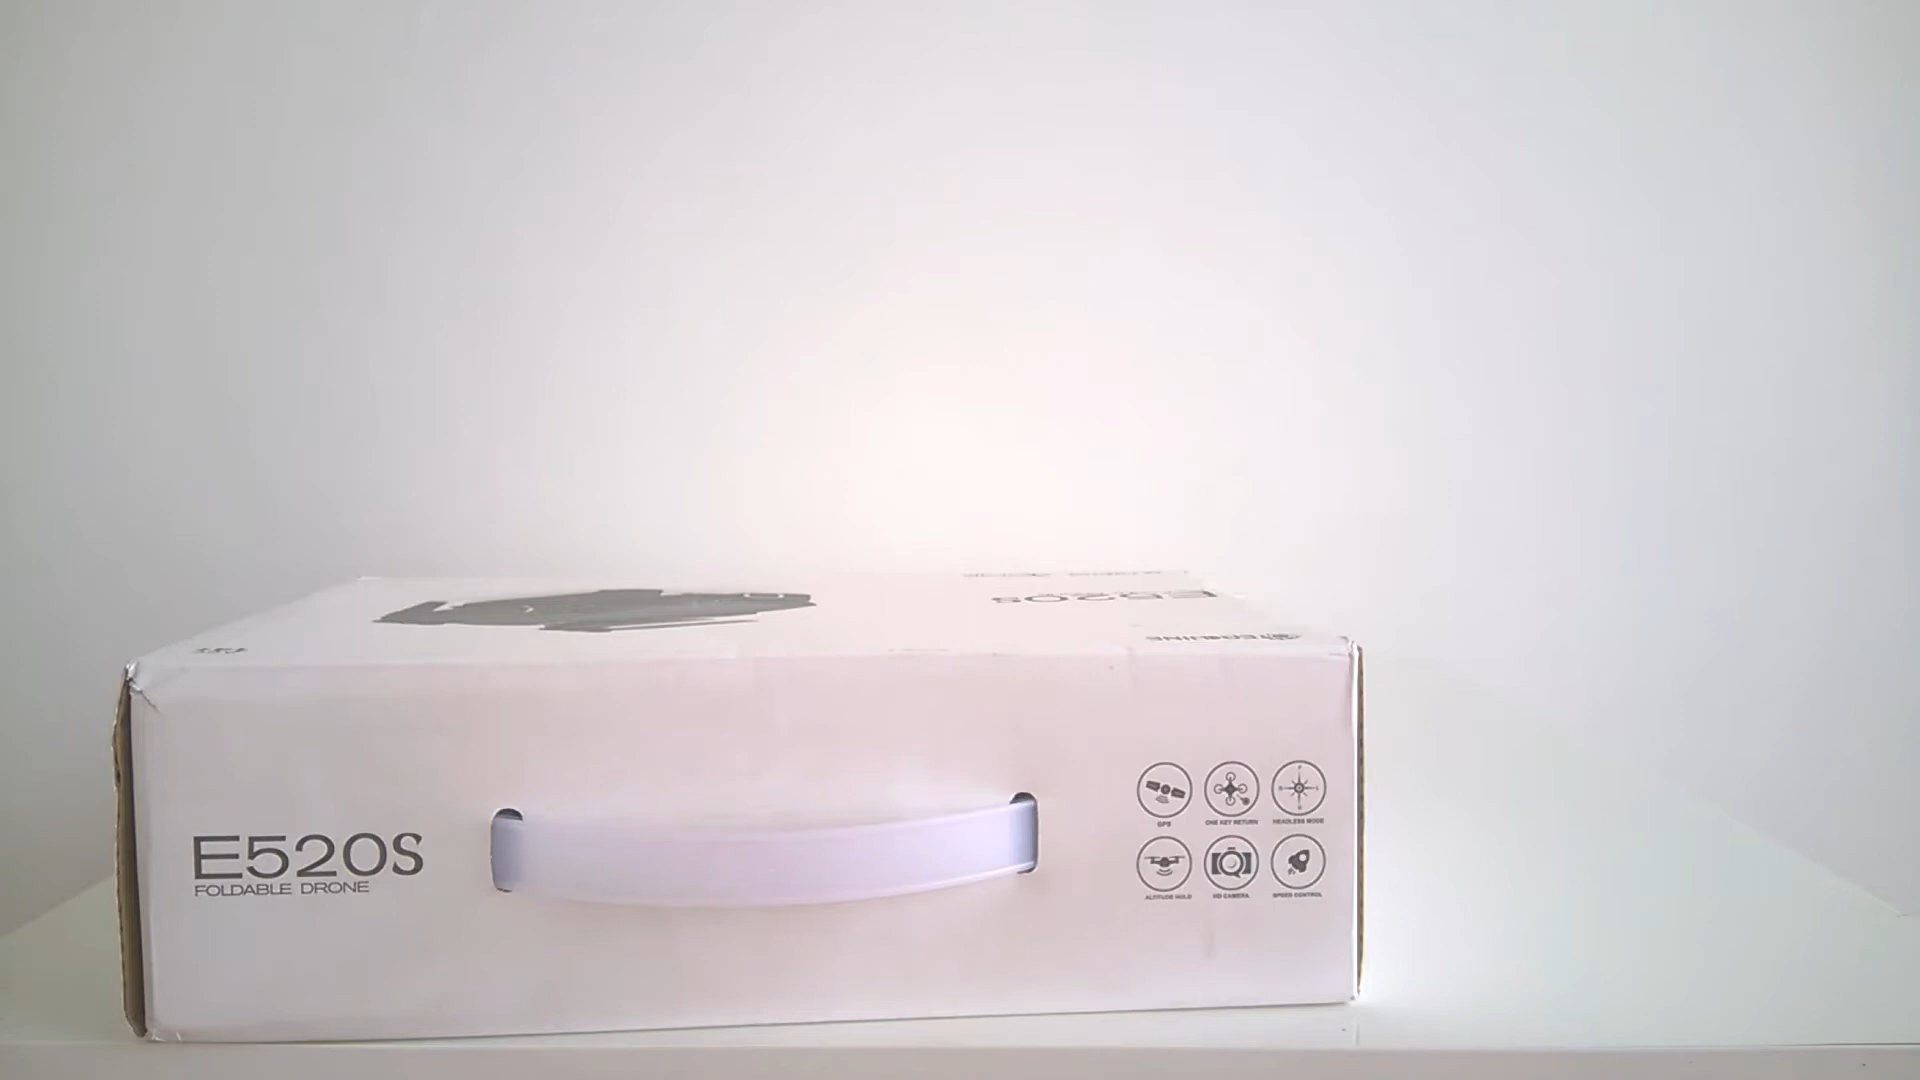 E520S
E520S
FOLDABLE DRONE
GPS
ONE KEY RETURN
HEADLESS MODE
ALTITUDE HOLD
HD CAMERA
SPEED CONTROL